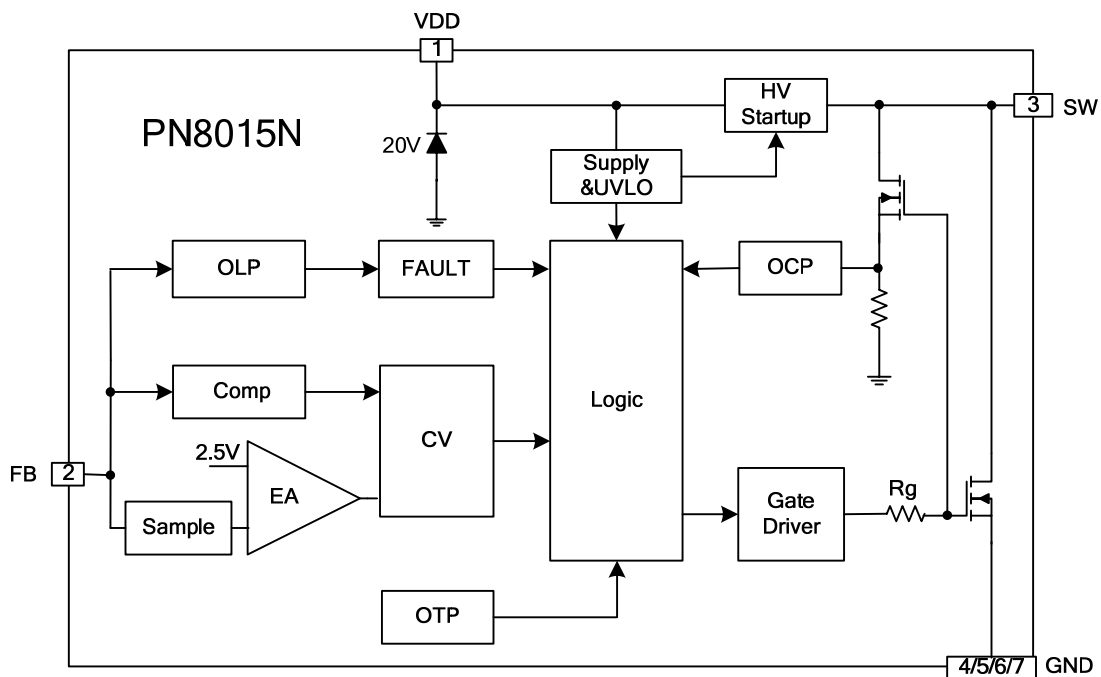 VDD
1
PN8015N
20V
HV
Startup
3
SW
Supply
&UVLO
OLP
FAULT
OCP
Comp
CV
Logic
2.5V
EA
FB
2
Sample
Gate
Driver
Rg
OTP
4/5/6/7
GND